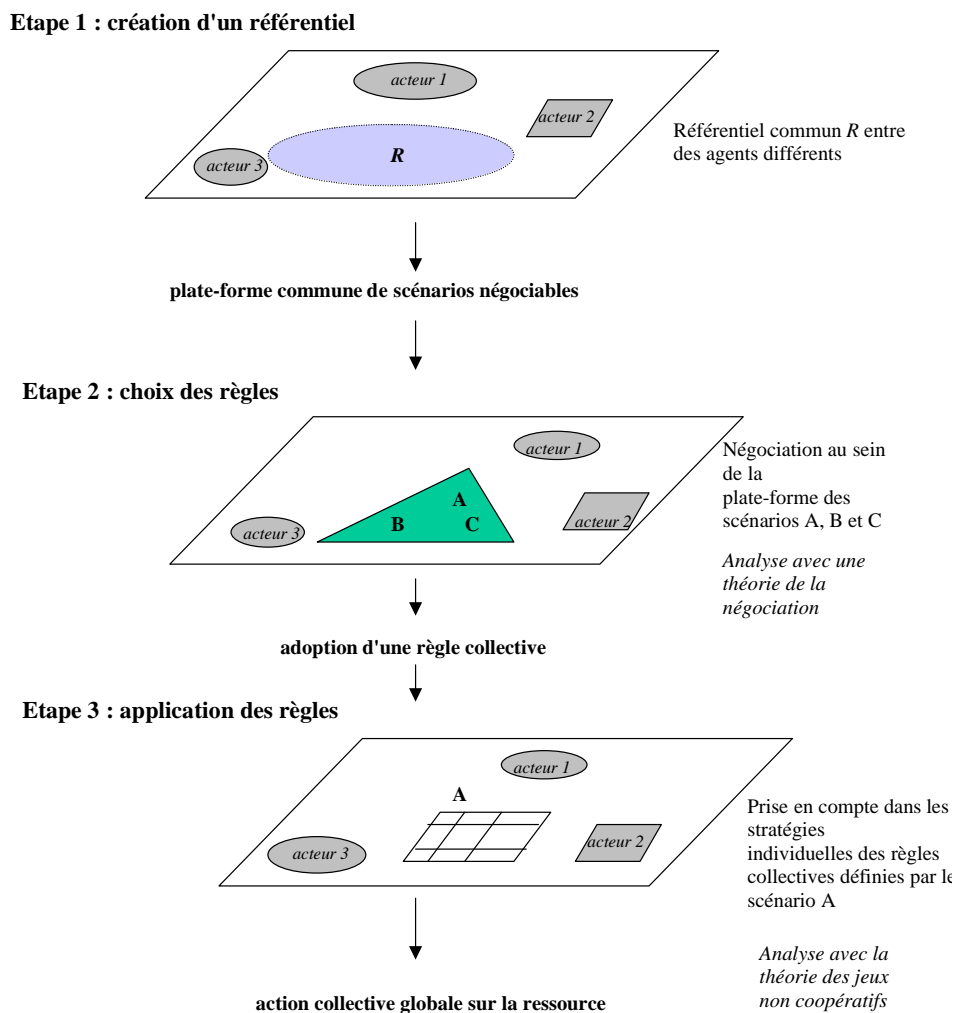 Etape 1 : création d'un référentiel
acteur 1
acteur 2
acteur 3
R
Référentiel commun R entre
des agents différents
plate-forme commune de scénarios négociables
Etape 2 : choix des règles
acteur 1
A
B
C
acteur 2
acteur 3
Négociation au sein
de la
plate-forme des
scénarios A, B et C
Analyse avec une
théorie de la
négociation
adoption d'une règle collective
Etape 3 : application des règles
acteur 1
A
acteur 2
acteur 3
Prise en compte dans les
stratégies
individuelles des règles
collectives définies par le
scénario A
Analyse avec la
théorie des jeux
non coopératifs
action collective globale sur la ressource